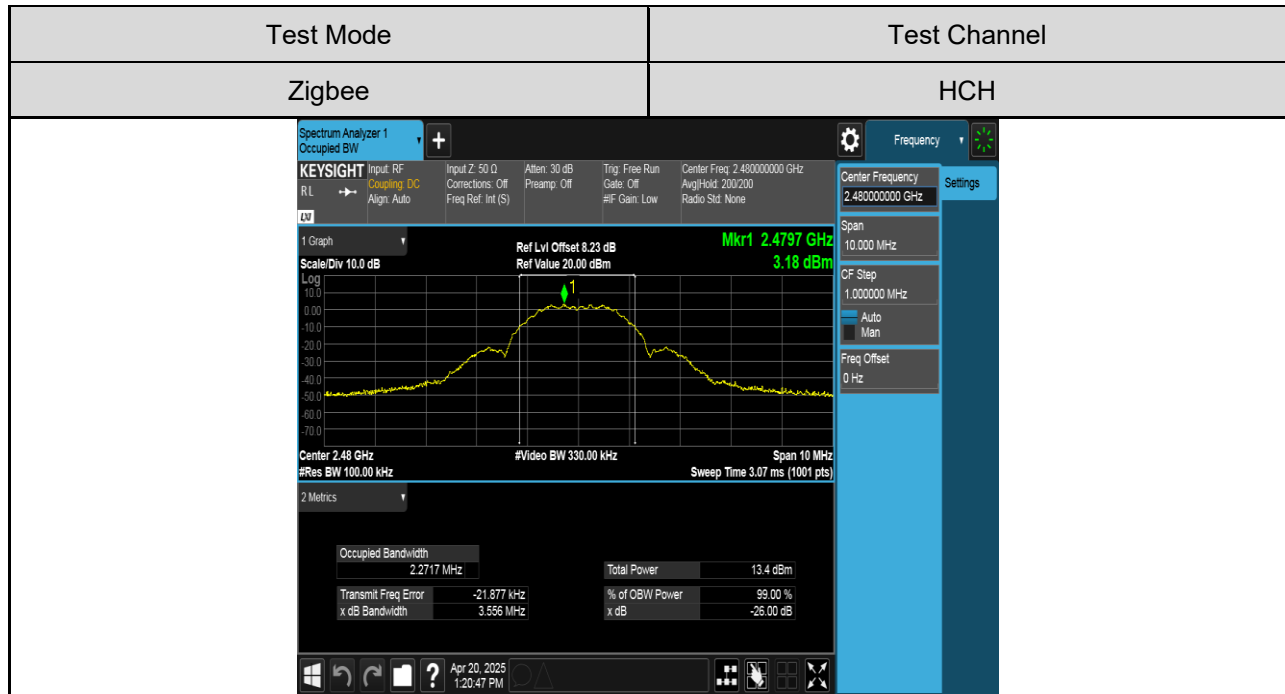 Test Mode
Test Channel
Zigbee
HCH
Spectrum Analyzer 1
Occupied BW
+
Frequency
KEYSIGHT
RL
LXI
Input: RF
Coupling: DC
Align: Auto
Input Z: 50 Ω
Corrections: Off
Freq Ref: Int (S)
Atten: 30 dB
Preamp: Off
Trig: Free Run
Gate: Off
#IF Gain: Low
Center Freq: 2.480000000 GHz
Avg|Hold: 200/200
Radio Std: None
Center Frequency
2.480000000 GHz
Settings
Span
10.000 MHz
CF Step
1.000000 MHz
Auto
Man
Freq Offset
0 Hz
1 Graph
Scale/Div 10.0 dB
Ref Lvl Offset 8.23 dB
Ref Value 20.00 dBm
Mkr1 2.4797 GHz
3.18 dBm
Log
10.0
0.00
-10.0
-20.0
-30.0
-40.0
-50.0
-60.0
-70.0
1
Center 2.48 GHz
#Res BW 100.00 kHz
#Video BW 330.00 kHz
Span 10 MHz
Sweep Time 3.07 ms (1001 pts)
2 Metrics
Occupied Bandwidth
2.2717 MHz
Total Power 13.4 dBm
Transmit Freq Error -21.877 kHz
% of OBW Power 99.00 %
x dB Bandwidth 3.556 MHz
x dB -26.00 dB
?
Apr 20, 2025
1:20:47 PM